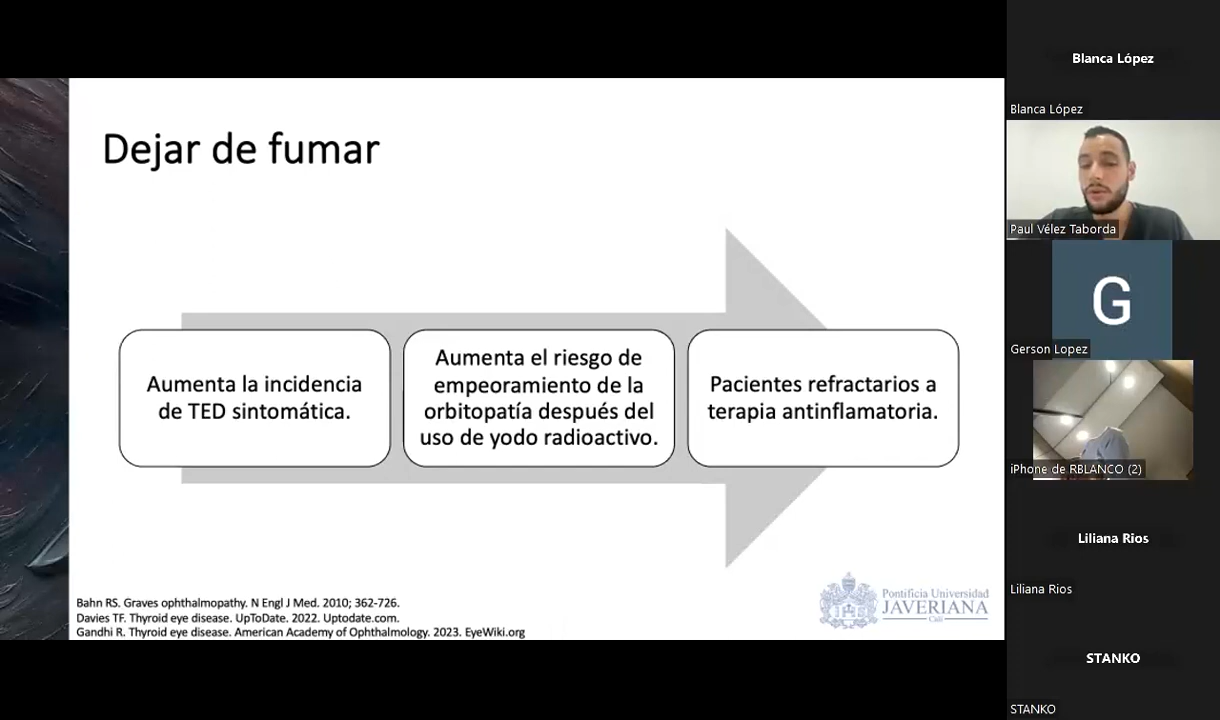 Dejar de fumar
Aumenta la incidencia
de TED sintomática.
Aumenta el riesgo de
empeoramiento de la
orbitopatía después del
uso de yodo radioactivo.
Pacientes refractarios a
terapia antinflamatoria.
Bahn RS. Graves ophthalmopathy. N Engl J Med. 2010; 362-726.
Davies TF. Thyroid eye disease. UpToDate. 2022. Uptodate.com.
Gandhi R. Thyroid eye disease. American Academy of Ophthalmology. 2023. EyeWiki.org
Pontificia Universidad
JAVERIANA
Cali
Blanca López
Blanca López
Paul Vélez Taborda
G
Gerson Lopez
iPhone de RBLANCO (2)
Liliana Rios
Liliana Rios
STANKO
STANKO